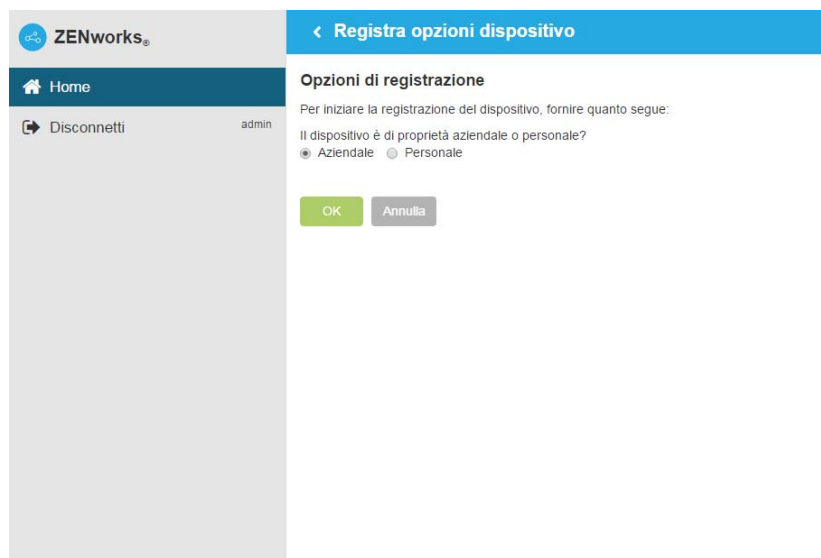 ZENworks®
Home
Disconnetti admin
Registra opzioni dispositivo
Opzioni di registrazione
Per iniziare la registrazione del dispositivo, fornire quanto segue:
Il dispositivo è di proprietà aziendale o personale?
Aziendale Personale
OK Annulla